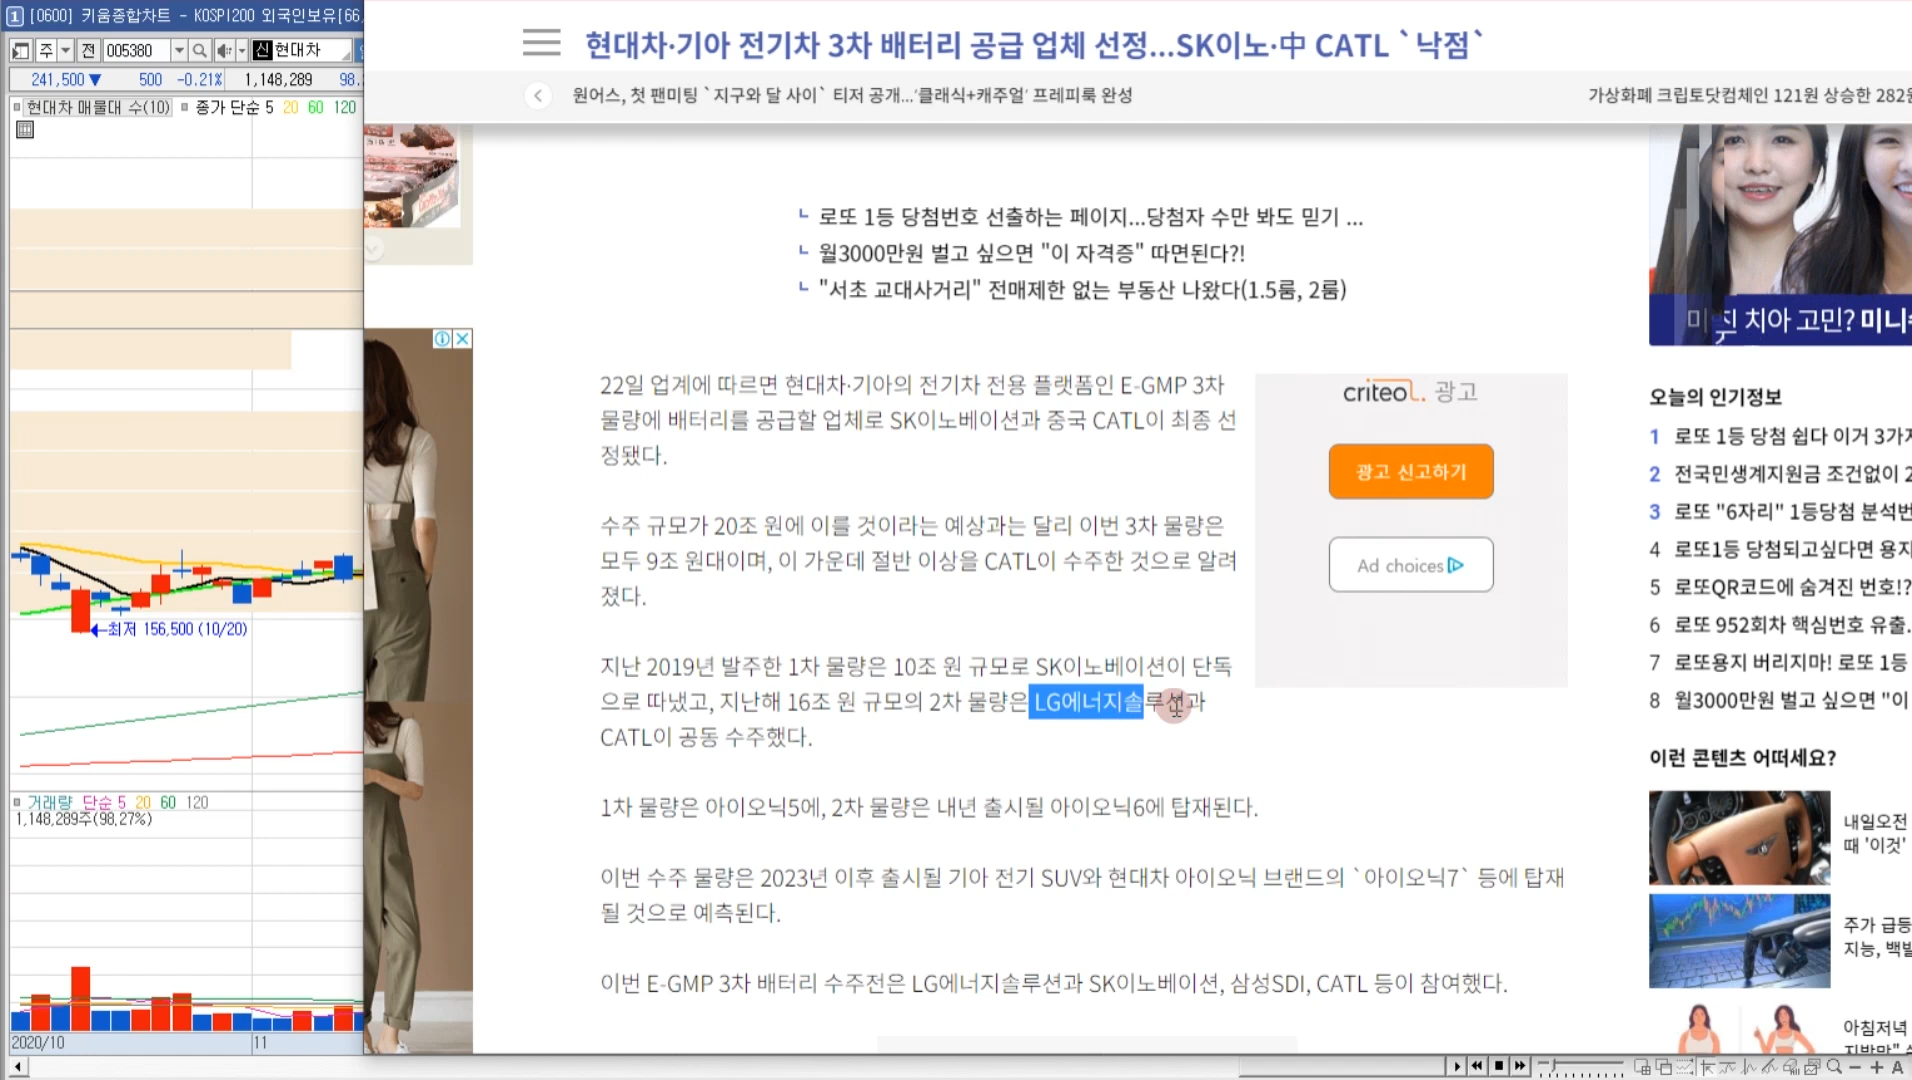 [0600] 키움종합차트 - KOSPI200 외국인보유[66.
주 전 005380 신 현대차
241,500▼ 500 -0.21% 1,148,289 98.
현대차 매물대 수(10) 종가 단순 5 20 60 120
←최저 156,500 (10/20)
거래량 단순 5 20 60 120
1,148,289주(98,27%)
2020/10 11
현대차·기아 전기차 3차 배터리 공급 업체 선정...SK이노·中 CATL `낙점`
원어스, 첫 팬미팅 `지구와 달 사이` 티저 공개...'클래식+캐주얼' 프레피룩 완성
가상화폐 크립토닷컴체인 121원 상승한 282원
ㄴ 로또 1등 당첨번호 선출하는 페이지...당첨자 수만 봐도 믿기 ...
ㄴ 월3000만원 벌고 싶으면 "이 자격증" 따면된다?!
ㄴ "서초 교대사거리" 전매제한 없는 부동산 나왔다(1.5룸, 2룸)
22일 업계에 따르면 현대차·기아의 전기차 전용 플랫폼인 E-GMP 3차
물량에 배터리를 공급할 업체로 SK이노베이션과 중국 CATL이 최종 선
정됐다.
수주 규모가 20조 원에 이를 것이라는 예상과는 달리 이번 3차 물량은
모두 9조 원대이며, 이 가운데 절반 이상을 CATL이 수주한 것으로 알려
졌다.
지난 2019년 발주한 1차 물량은 10조 원 규모로 SK이노베이션이 단독
으로 따냈고, 지난해 16조 원 규모의 2차 물량은 LG에너지솔루션과
CATL이 공동 수주했다.
1차 물량은 아이오닉5에, 2차 물량은 내년 출시될 아이오닉6에 탑재된다.
이번 수주 물량은 2023년 이후 출시될 기아 전기 SUV와 현대차 아이오닉 브랜드의 `아이오닉7` 등에 탑재
될 것으로 예측된다.
이번 E-GMP 3차 배터리 수주전은 LG에너지솔루션과 SK이노베이션, 삼성SDI, CATL 등이 참여했다.
criteo. 광고
광고 신고하기
Ad choices
치아 고민? 미니
오늘의 인기정보
1 로또 1등 당첨 쉽다 이거 3가지
2 전국민생계지원금 조건없이 2
3 로또 "6자리" 1등당첨 분석번
4 로또1등 당첨되고싶다면 용지
5 로또QR코드에 숨겨진 번호!?
6 로또 952회차 핵심번호 유출.
7 로또용지 버리지마! 로또 1등
8 월3000만원 벌고 싶으면 "이
이런 콘텐츠 어떠세요?
내일오전
때 '이것'
주가 급등
지능, 백발
아침저녁